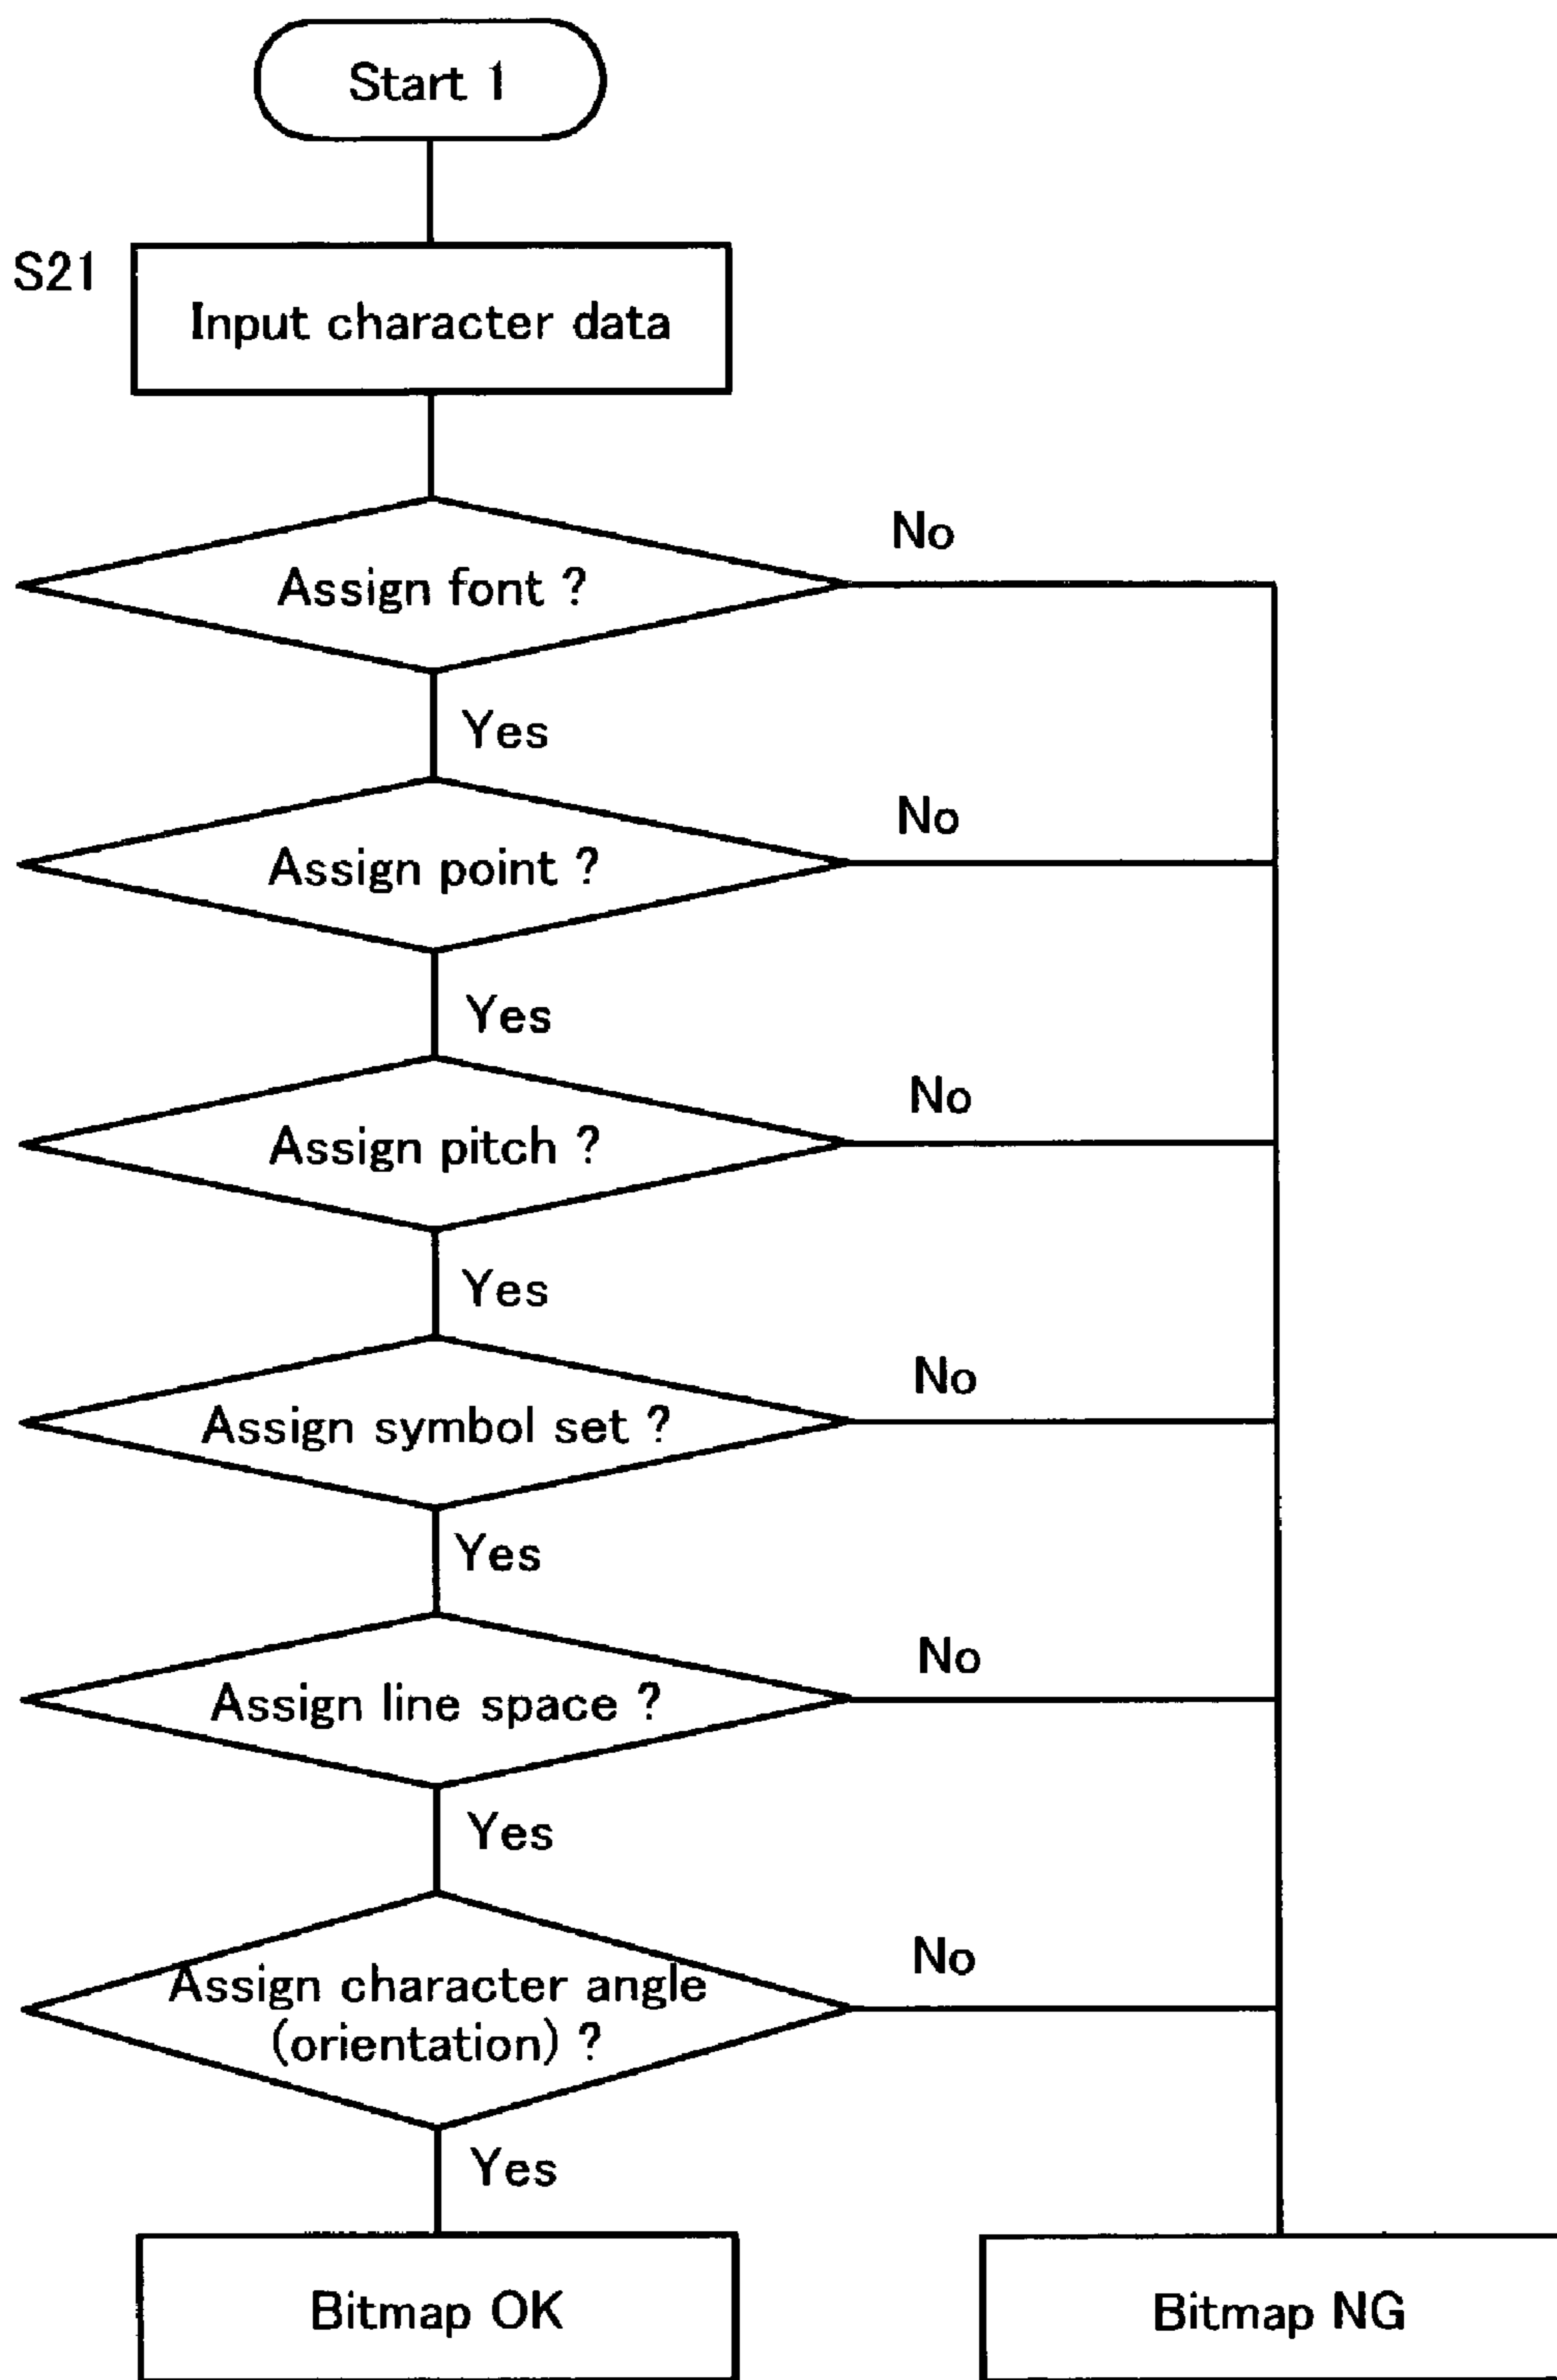 Start 1
S21
Input character data
Assign font ?
No
Yes
Assign point ?
No
Yes
Assign pitch ?
No
Yes
Assign symbol set ?
No
Yes
Assign line space ?
No
Yes
Assign character angle
(orientation) ?
No
Yes
Bitmap OK
Bitmap NG